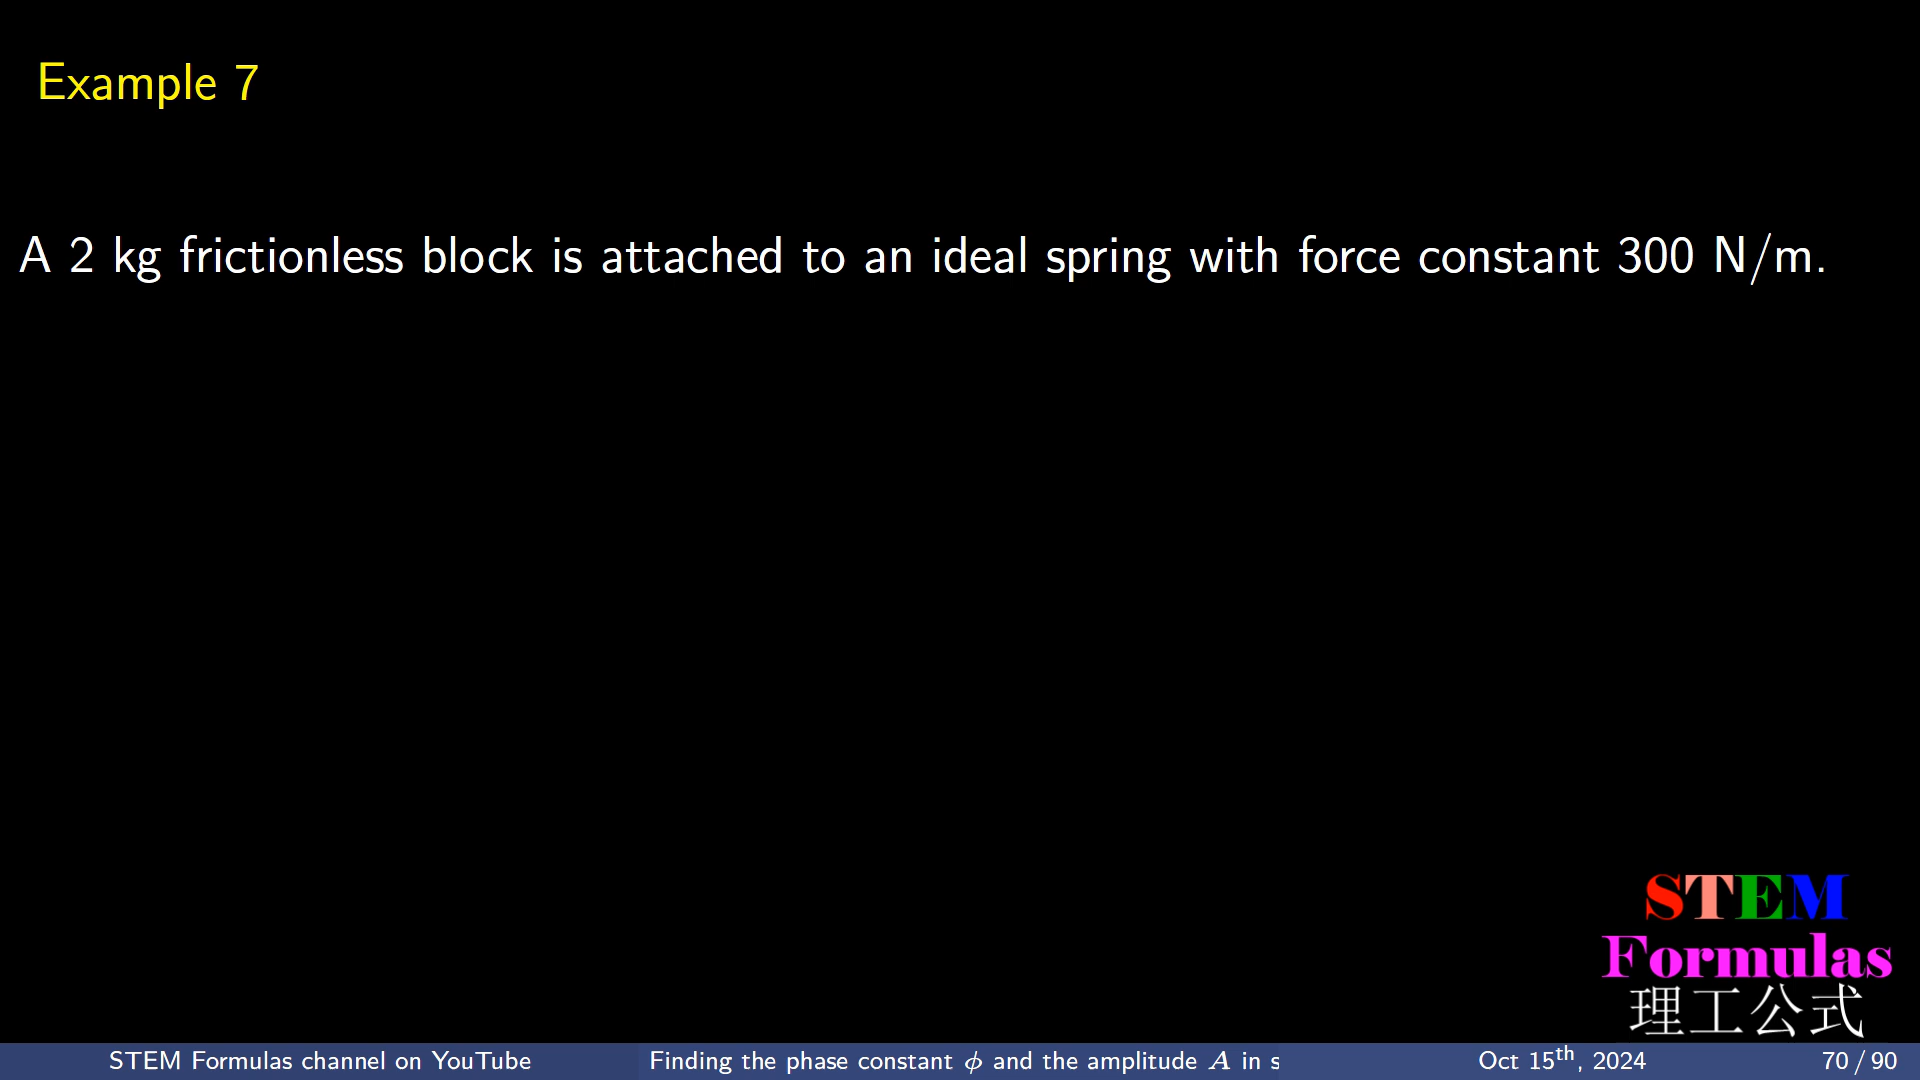 Example 7
A 2 kg frictionless block is attached to an ideal spring with force constant 300 N/m.
STEM
Formulas
理工公式
STEM Formulas channel on YouTube
Finding the phase constant ϕ and the amplitude A in s
Oct 15th, 2024
70 / 90